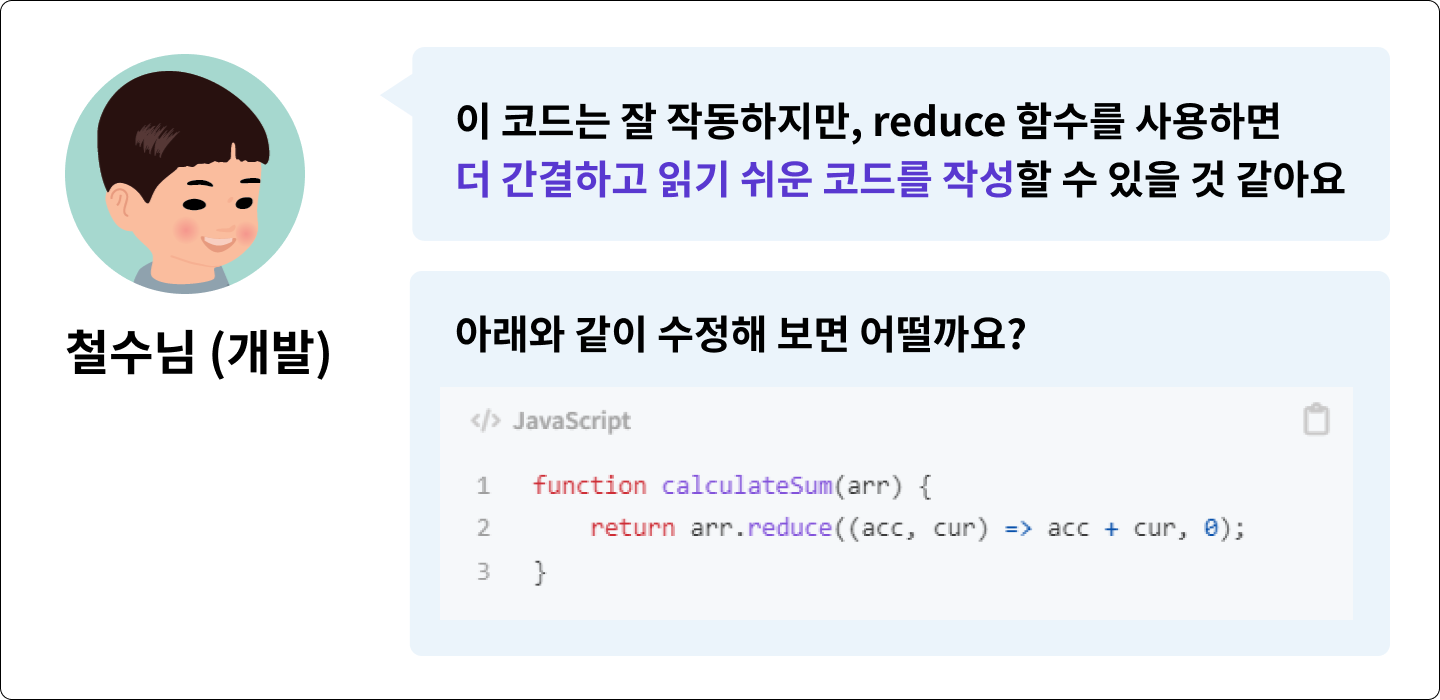 이 코드는 잘 작동하지만, reduce 함수를 사용하면
더 간결하고 읽기 쉬운 코드를 작성할 수 있을 것 같아요
철수님 (개발)
아래와 같이 수정해 보면 어떨까요?
</> JavaScript
1 function calculateSum(arr) {
2     return arr.reduce((acc, cur) => acc + cur, 0);
3 }